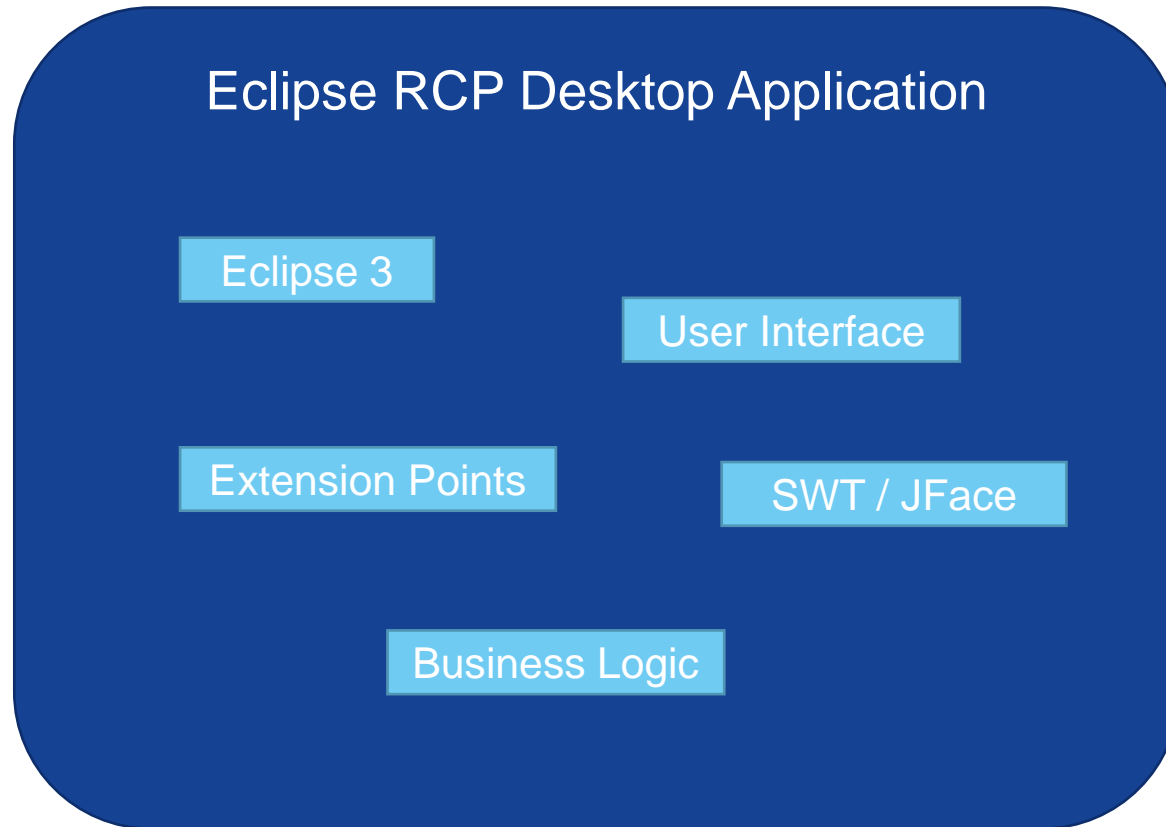 Eclipse RCP Desktop Application
Eclipse 3
User Interface
Extension Points
SWT / JFace
Business Logic